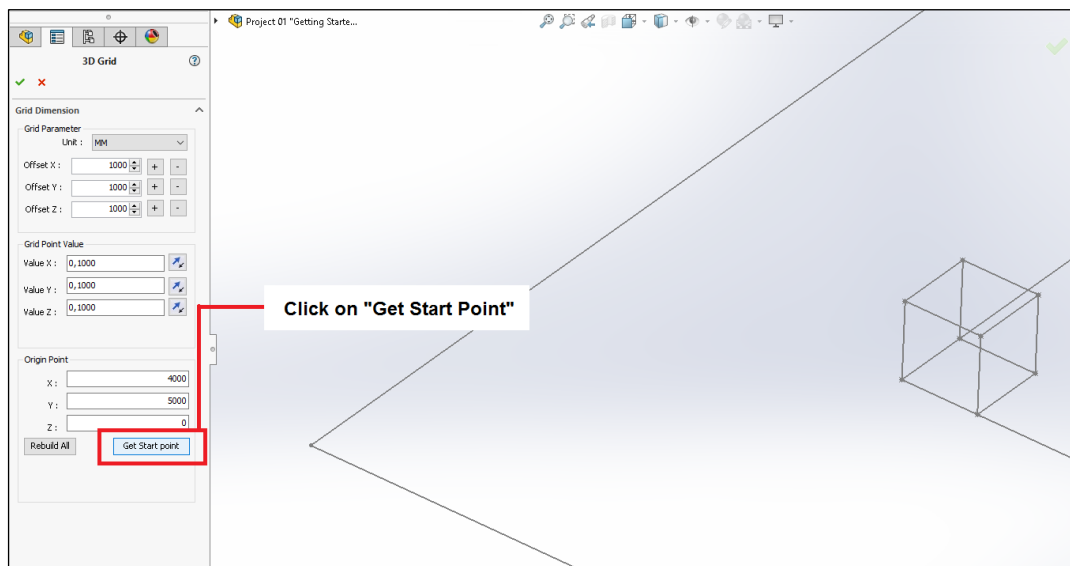 Project 01 "Getting Starte...
3D Grid
Grid Dimension
Grid Parameter
Unit : MM
Offset X : 1000 + -
Offset Y : 1000 + -
Offset Z : 1000 + -
Grid Point Value
Value X : 0,1000
Value Y : 0,1000
Value Z : 0,1000
Click on "Get Start Point"
Origin Point
X : 4000
Y : 5000
Z : 0
Rebuild All Get Start point